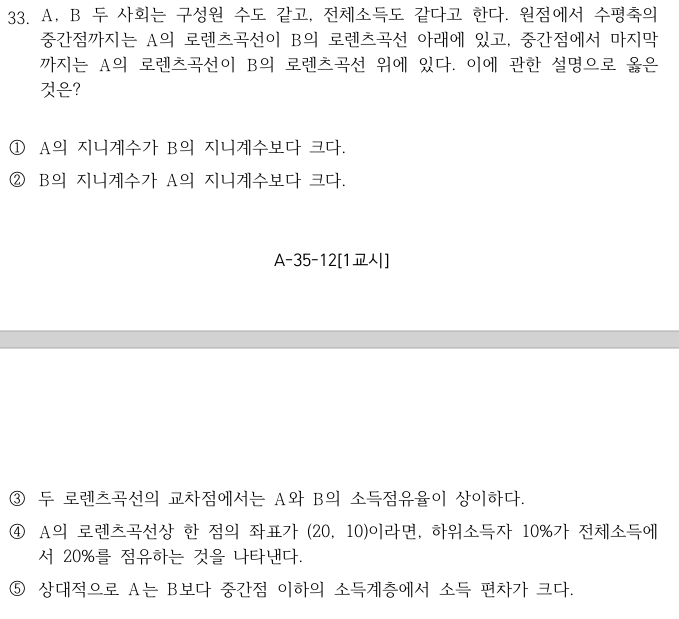 33. A, B 두 사회는 구성원 수도 같고, 전체소득도 같다고 한다. 원점에서 수평축의
중간점까지는 A의 로렌츠곡선이 B의 로렌츠곡선 아래에 있고, 중간점에서 마지막
까지는 A의 로렌츠곡선이 B의 로렌츠곡선 위에 있다. 이에 관한 설명으로 옳은
것은?
① A의 지니계수가 B의 지니계수보다 크다.
② B의 지니계수가 A의 지니계수보다 크다.
A-35-12[1교시]
③ 두 로렌츠곡선의 교차점에서는 A와 B의 소득점유율이 상이하다.
④ A의 로렌츠곡선상 한 점의 좌표가 (20, 10)이라면, 하위소득자 10%가 전체소득에
서 20%를 점유하는 것을 나타낸다.
⑤ 상대적으로 A는 B보다 중간점 이하의 소득계층에서 소득 편차가 크다.